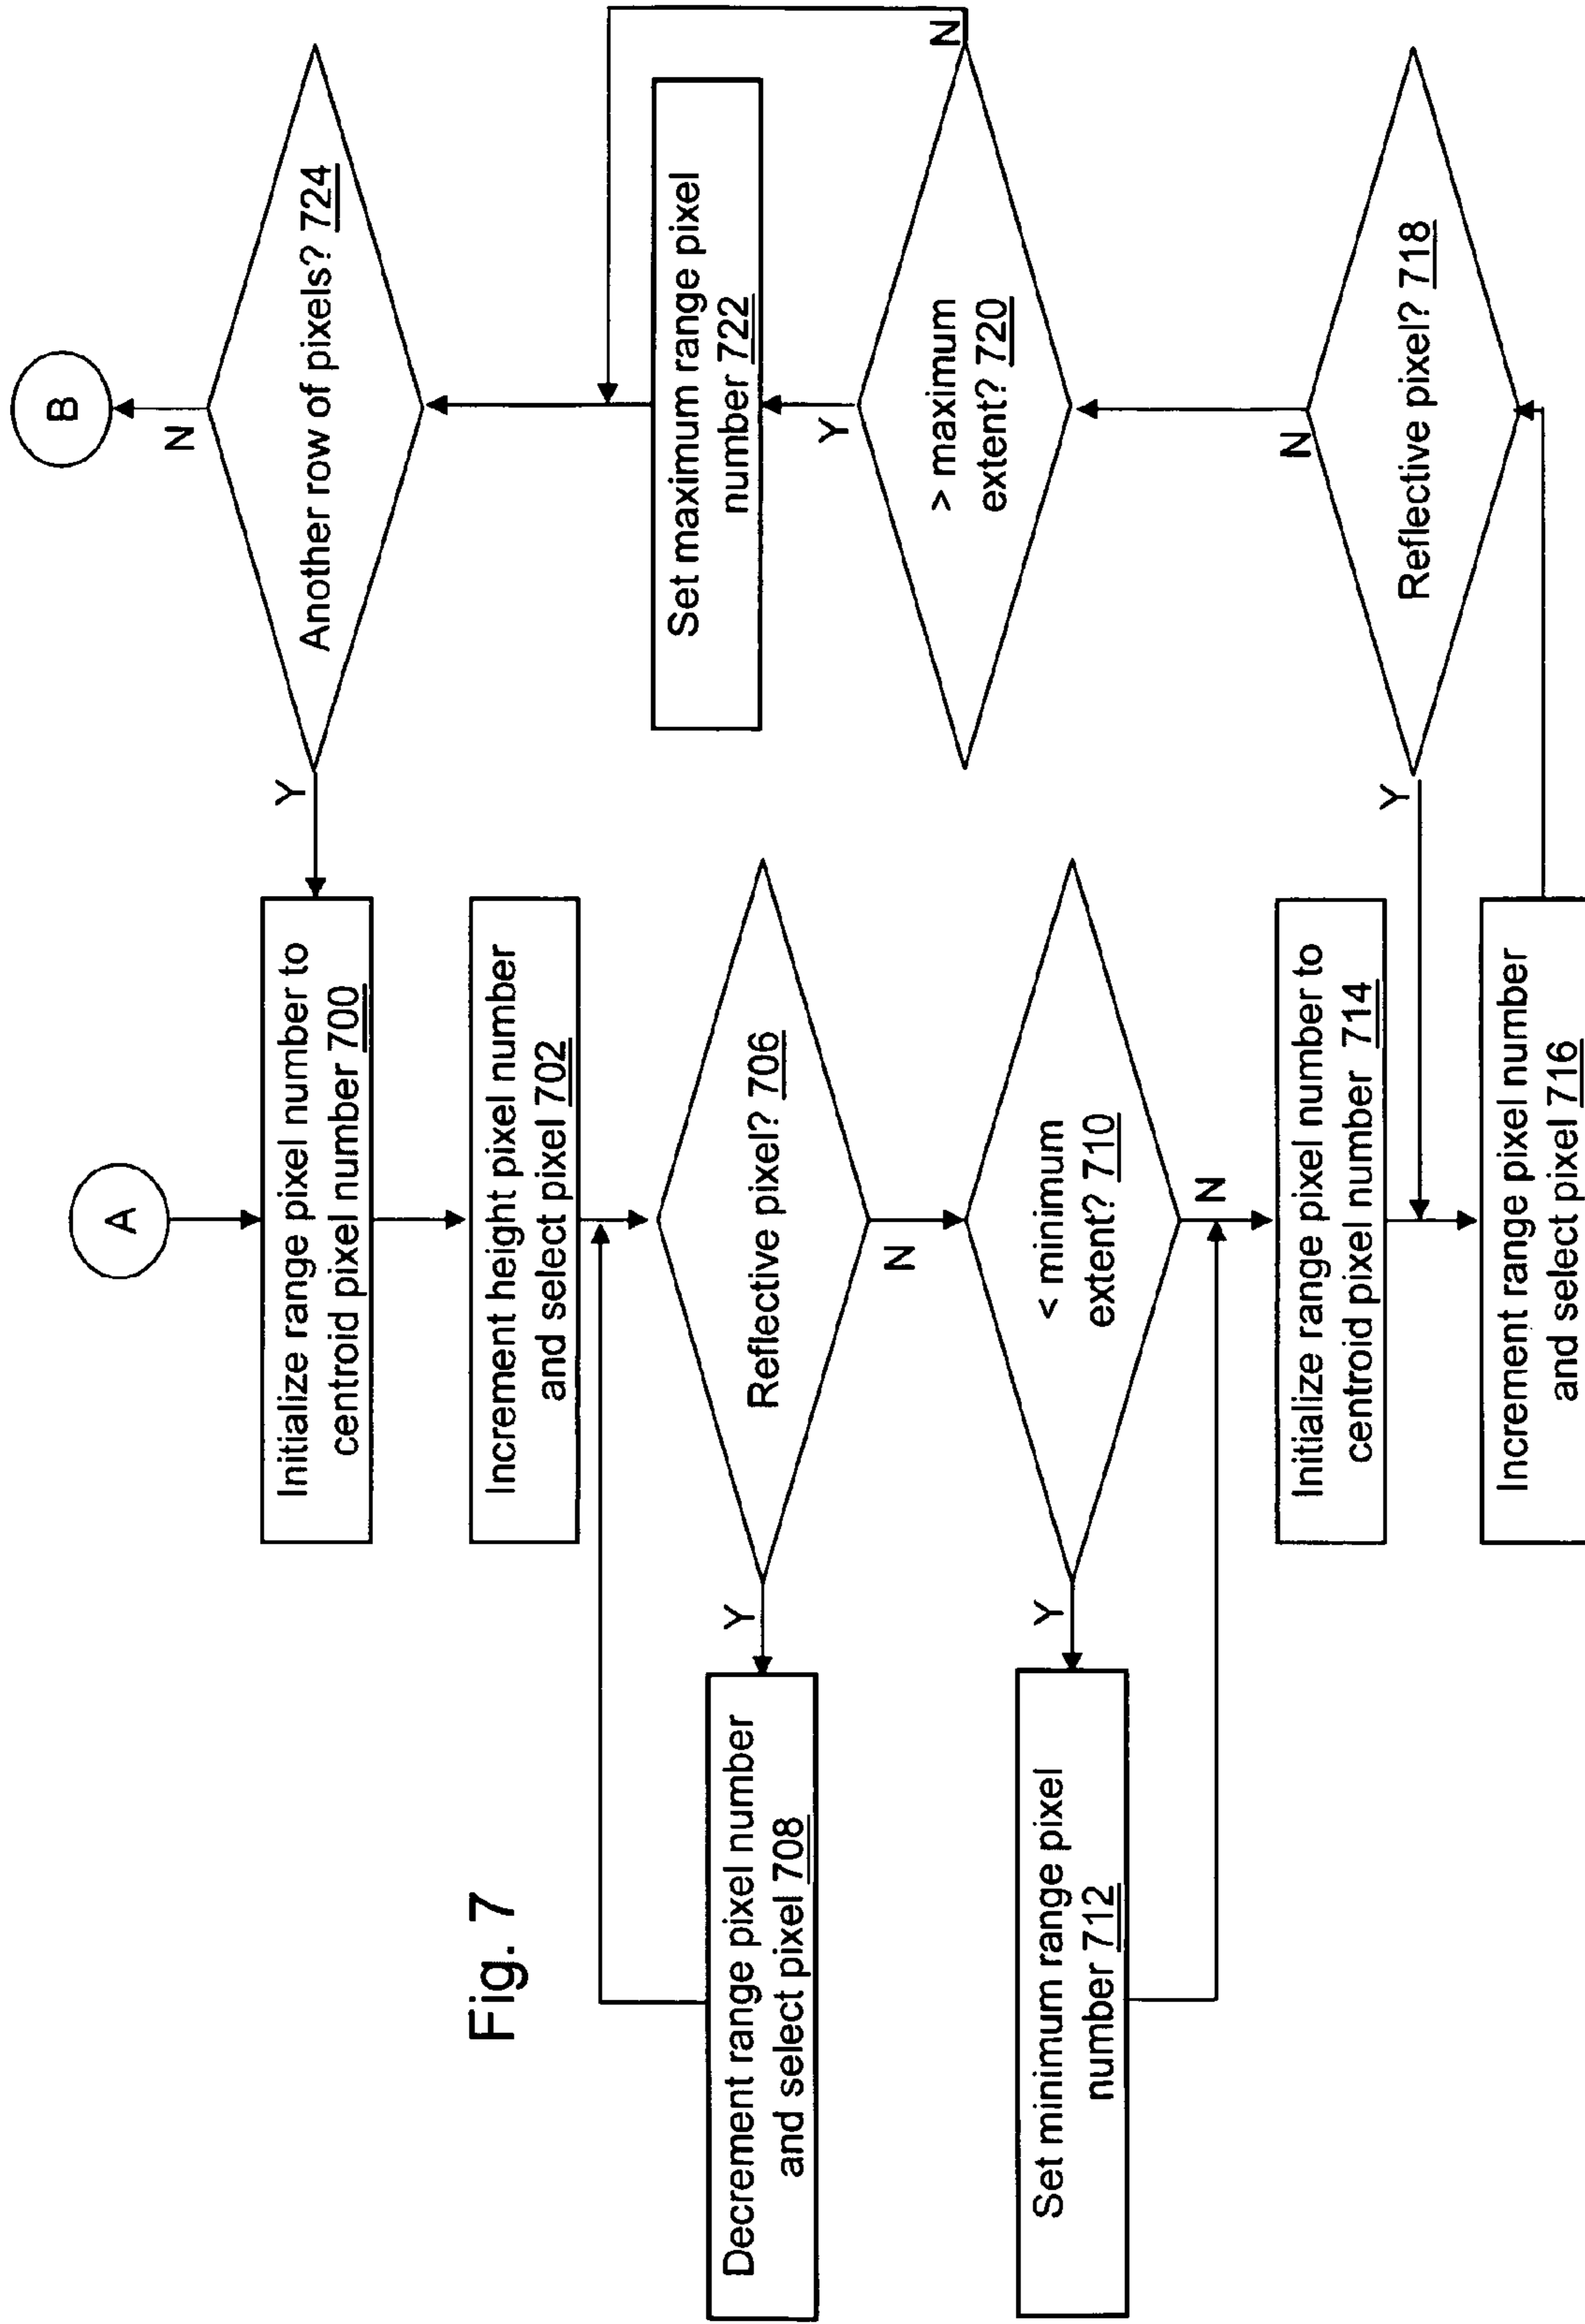 A
Initialize range pixel number to
centroid pixel number 700
Increment height pixel number
and select pixel 702
Reflective pixel? 706
Y
N
Decrement range pixel number
and select pixel 708
< minimum
extent? 710
Y
N
Set minimum range pixel
number 712
Initialize range pixel number to
centroid pixel number 714
Increment range pixel number
and select pixel 716
Reflective pixel? 718
Y
N
> maximum
extent? 720
Y
N
Set maximum range pixel
number 722
Another row of pixels? 724
Y
N
B
Fig. 7